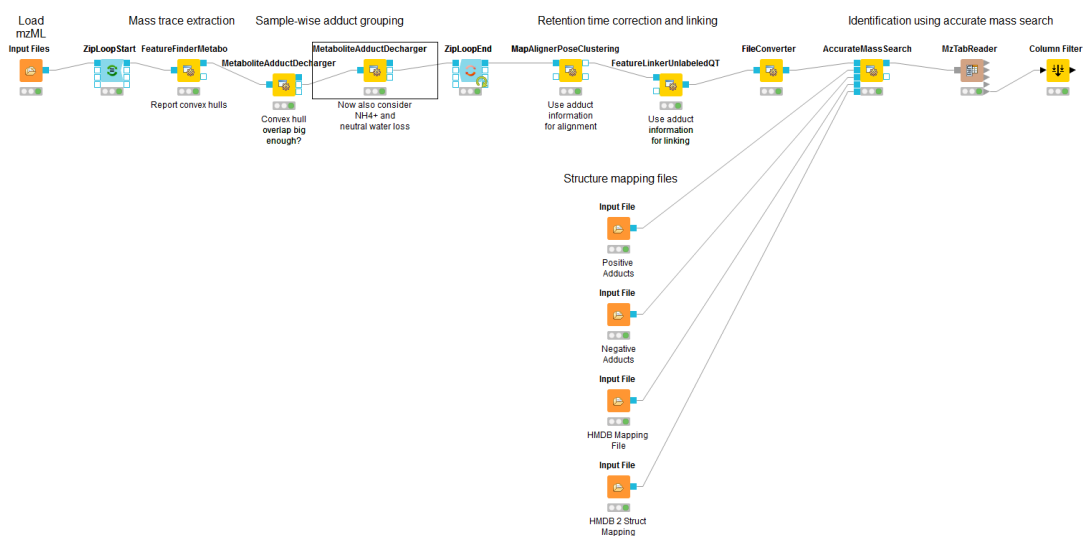 Load
mzML
Mass trace extraction
Sample-wise adduct grouping
Retention time correction and linking
Identification using accurate mass search
Input Files
ZipLoopStart
FeatureFinderMetabo
MetaboliteAdductDecharger
MetaboliteAdductDecharger
ZipLoopEnd
MapAlignerPoseClustering
FeatureLinkerUnlabeledQT
FileConverter
AccurateMassSearch
MzTabReader
Column Filter
Report convex hulls
Convex hull
overlap big
enough?
Now also consider
NH4+ and
neutral water loss
Use adduct
information
for alignment
Use adduct
information
for linking
Structure mapping files
Input File
Positive
Adducts
Input File
Negative
Adducts
Input File
HMDB Mapping
File
Input File
HMDB 2 Struct
Mapping